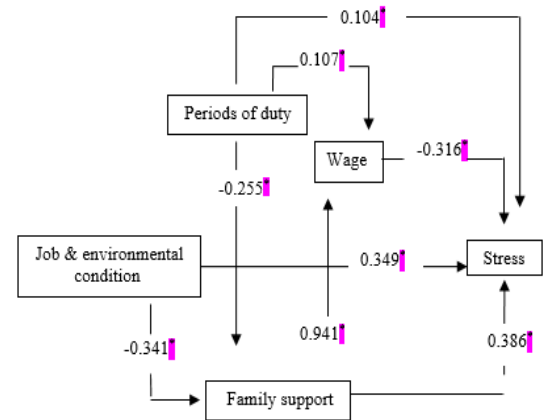 0.104*
0.107*
Periods of duty
Wage
-0.316*
-0.255*
Job & environmental
condition
0.349*
Stress
-0.341*
0.941*
0.386*
Family support